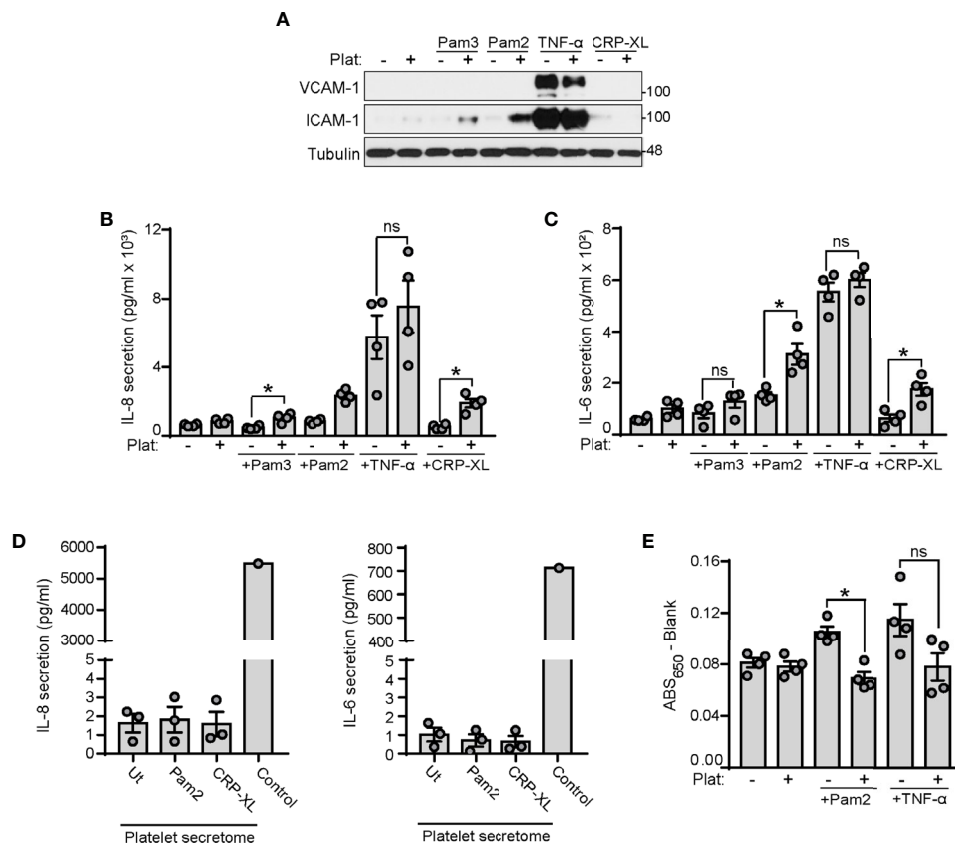 A
Pam3 Pam2 TNF-α CRP-XL
Plat: - + - + - + - + - +
VCAM-1
100
ICAM-1
100
Tubulin
48
B
IL-8 secretion (pg/ml x 10³)
12
8
4
0
*
ns
*
Plat: - + - + - + - + - +
+Pam3 +Pam2 +TNF-α +CRP-XL
C
IL-6 secretion (pg/ml x 10²)
8
6
4
2
0
ns
*
ns
*
Plat: - + - + - + - + - +
+Pam3 +Pam2 +TNF-α +CRP-XL
D
IL-8 secretion (pg/ml)
6000
5000
4000
3000
5
4
3
2
1
0
Ut Pam2 CRP-XL Control
Platelet secretome
IL-6 secretion (pg/ml)
800
700
600
500
400
5
4
3
2
1
0
Ut Pam2 CRP-XL Control
Platelet secretome
E
ABS650 - Blank
0.16
0.12
0.08
0.04
0.00
*
ns
Plat: - + - + - +
+Pam2 +TNF-α